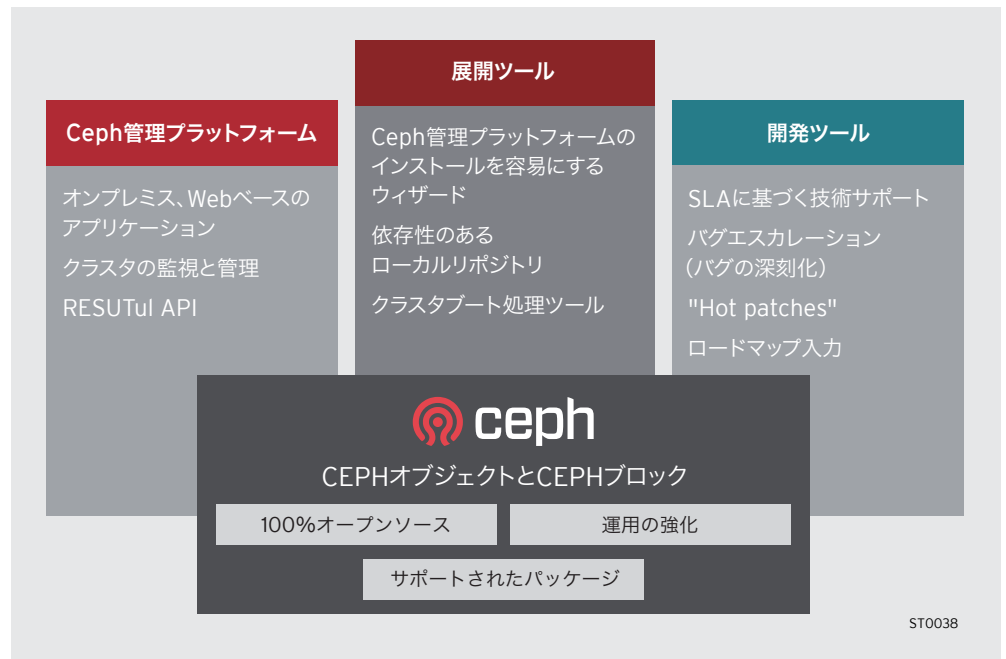 Ceph管理プラットフォーム
オンプレミス、Webベースの
アプリケーション
クラスタの監視と管理
RESUTul API
展開ツール
Ceph管理プラットフォームの
インストールを容易にする
ウィザード
依存性のある
ローカルリポジトリ
クラスタブート処理ツール
開発ツール
SLAに基づく技術サポート
バグエスカレーション
(バグの深刻化)
"Hot patches"
ロードマップ入力
ceph
CEPHオブジェクトとCEPHブロック
100%オープンソース
運用の強化
サポートされたパッケージ
ST0038